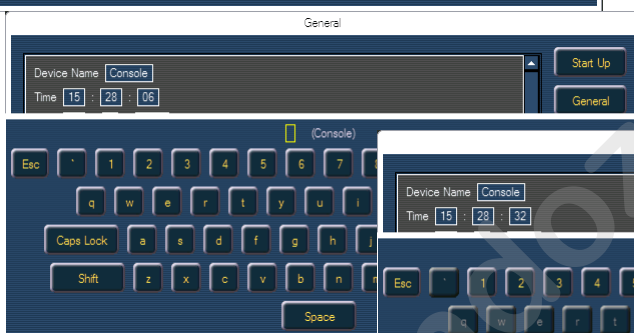 General
Device Name Console
Time 15 : 28 : 06
Start Up
General
(Console)
Esc ` 1 2 3 4 5 6 7
q w e r t y u i
Caps Lock a s d f g h j
Shift z x c v b n
Space
Device Name Console
Time 15 : 28 : 32
Esc ` 1 2 3 4
q w e r t